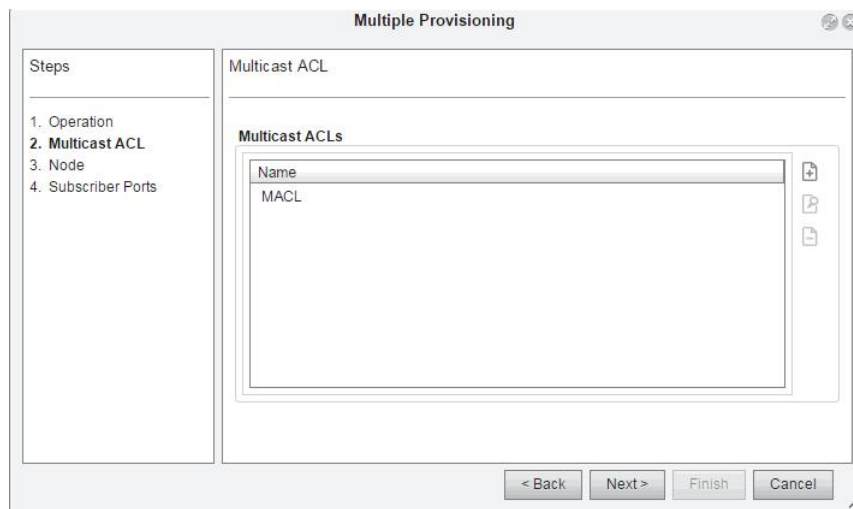 Multiple Provisioning
Steps
1. Operation
2. Multicast ACL
3. Node
4. Subscriber Ports
Multicast ACL
Multicast ACLs
Name
MACL
< Back
Next >
Finish
Cancel